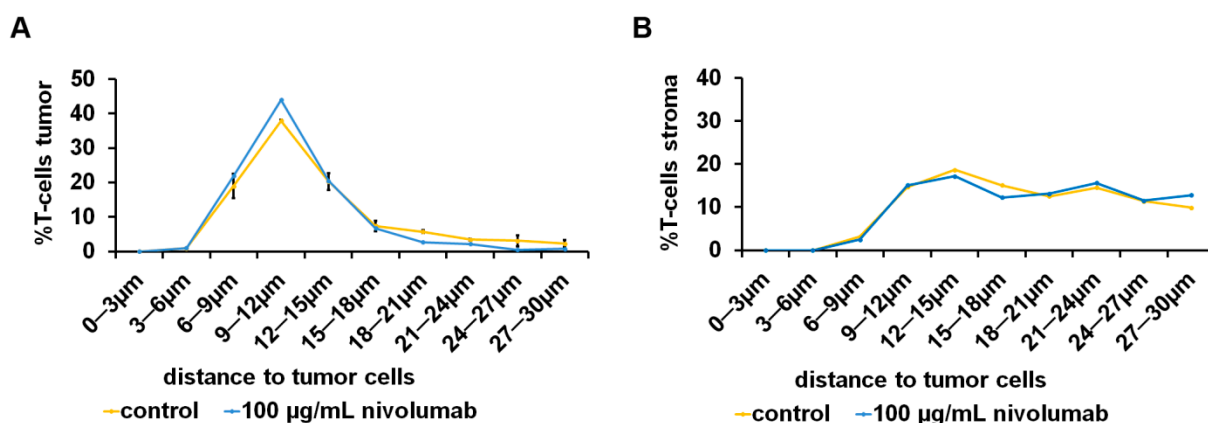 A
%T-cells tumor
50
40
30
20
10
0
0–3µm
3–6µm
6–9µm
9–12µm
12–15µm
15–18µm
18–21µm
21–24µm
24–27µm
27–30µm
distance to tumor cells
control
100 µg/mL nivolumab
B
%T-cells stroma
40
30
20
10
0
0–3µm
3–6µm
6–9µm
9–12µm
12–15µm
15–18µm
18–21µm
21–24µm
24–27µm
27–30µm
distance to tumor cells
control
100 µg/mL nivolumab